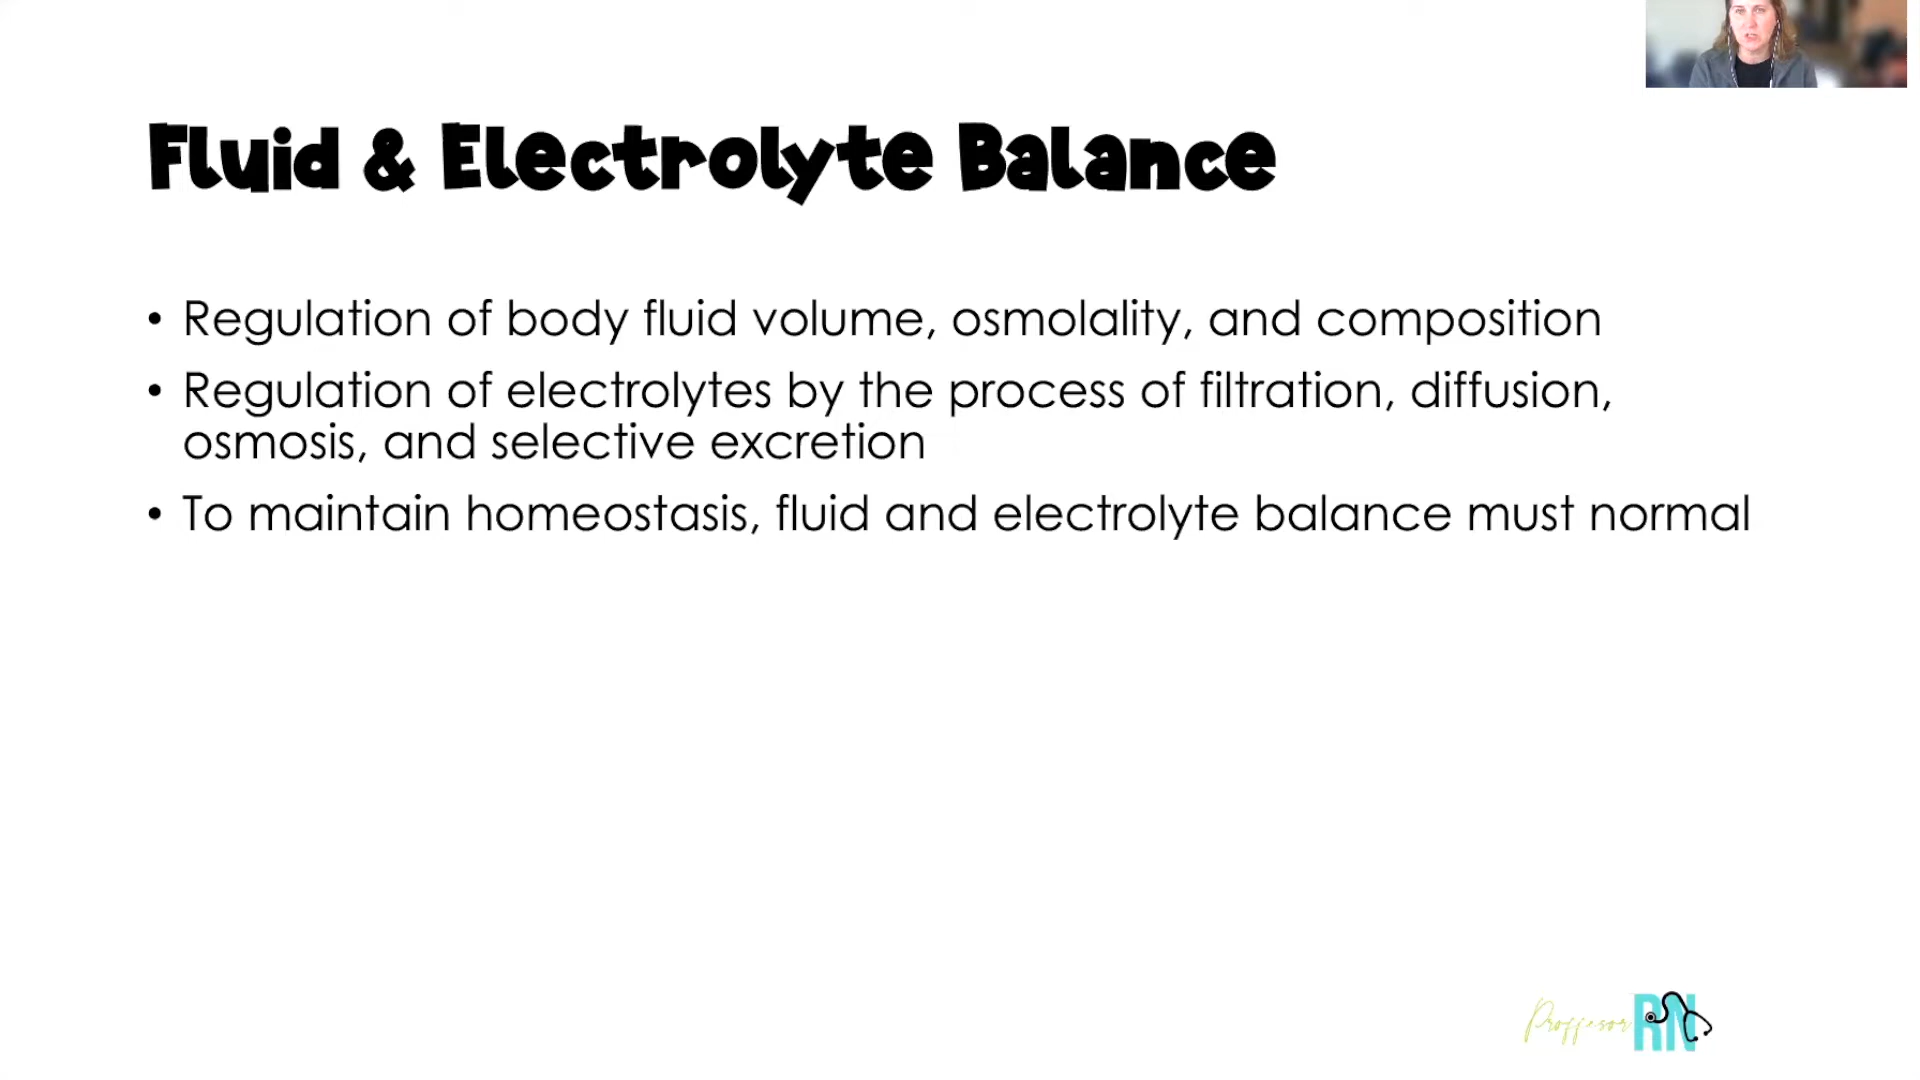 Fluid & Electrolyte Balance
• Regulation of body fluid volume, osmolality, and composition
• Regulation of electrolytes by the process of filtration, diffusion,
osmosis, and selective excretion
• To maintain homeostasis, fluid and electrolyte balance must normal
Proffesor RN